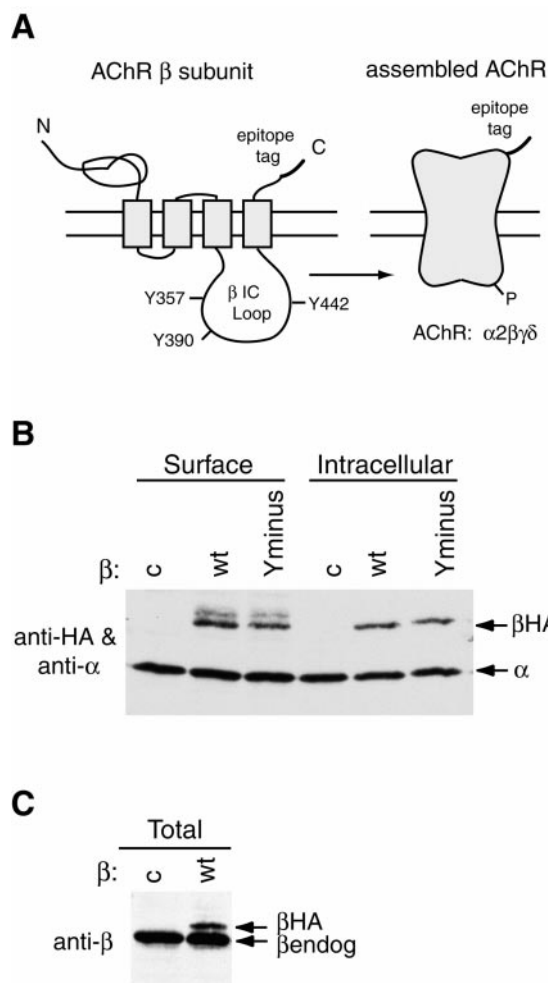 A
AChR β subunit
assembled AChR
N
epitope
tag
C
epitope
tag
Y357
β IC
Loop
Y442
Y390
P
AChR: α2βγδ
B
Surface Intracellular
β: c wt Yminus c wt Yminus
anti-HA &
anti-α
βHA
α
C
Total
β: c wt
anti-β
βHA
βendog